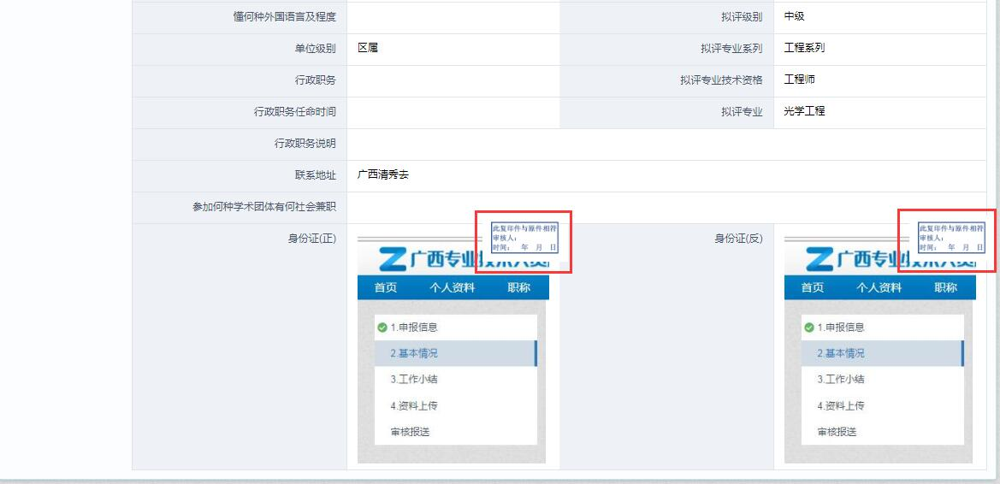 懂何种外国语言及程度 拟评级别 中级
单位级别 区属 拟评专业系列 工程系列
行政职务 拟评专业技术资格 工程师
行政职务任命时间 拟评专业 光学工程
行政职务说明
联系地址 广西清秀去
参加何种学术团体有何社会兼职
身份证(正)
此复印件与原件相符
审核人:
时间: 年 月 日
广西专业技术人员
首页 个人资料 职称
1.申报信息
2.基本情况
3.工作小结
4.资料上传
审核报送
身份证(反)
此复印件与原件相符
审核人:
时间: 年 月 日
广西专业技术人员
首页 个人资料 职称
1.申报信息
2.基本情况
3.工作小结
4.资料上传
审核报送